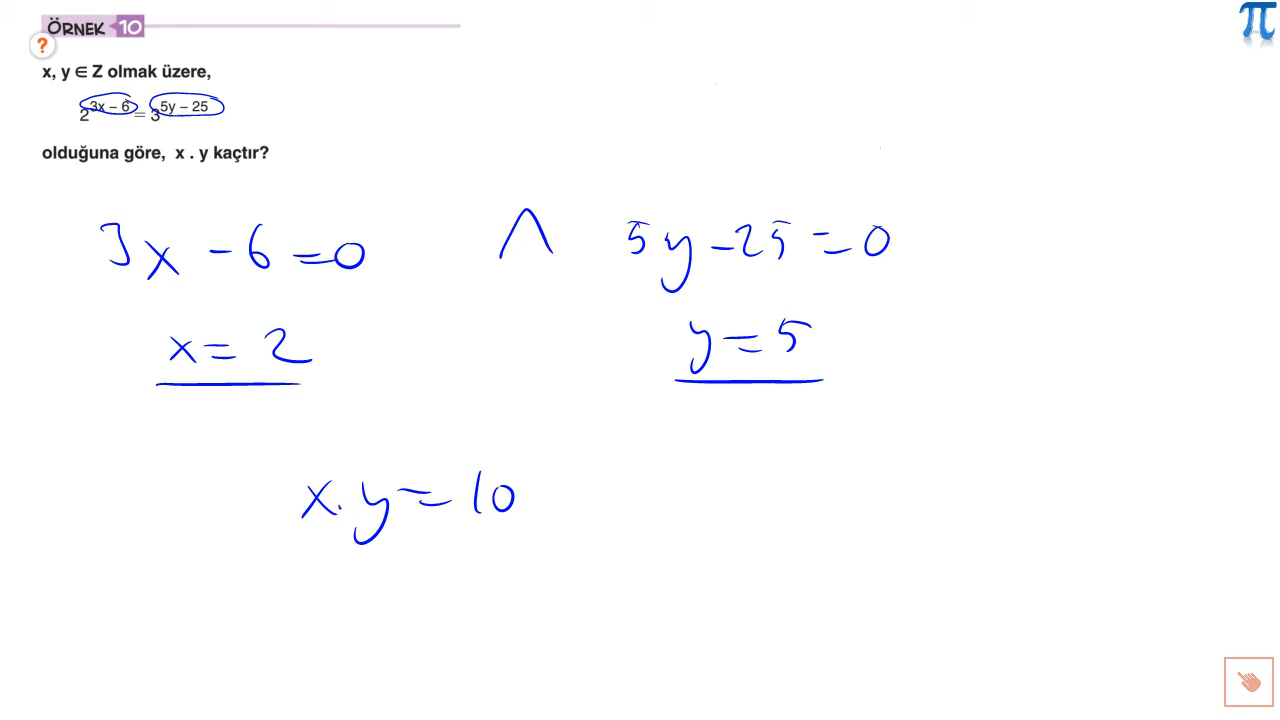 ÖRNEK 10
?
x, y ∈ Z olmak üzere,
2^(3x – 6) = 3^(5y – 25)
olduğuna göre, x . y kaçtır?
3x - 6 = 0 ∧ 5y - 25 = 0
x = 2 y = 5
x.y = 10
π